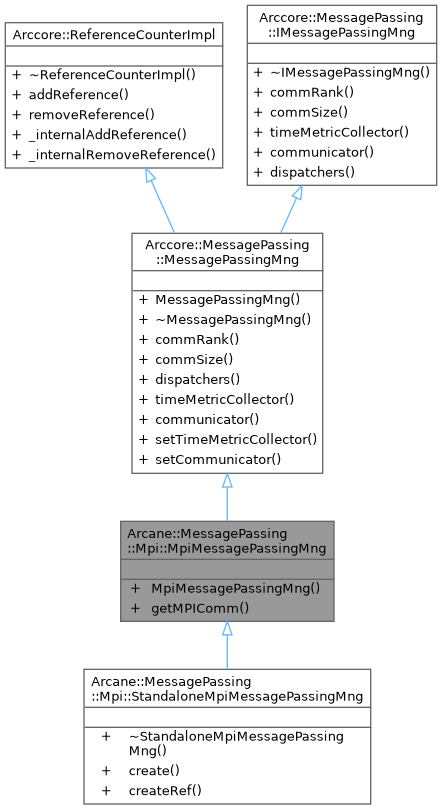 Arccore::ReferenceCounterImpl
+ ~ReferenceCounterImpl()
+ addReference()
+ removeReference()
+ _internalAddReference()
+ _internalRemoveReference()
Arccore::MessagePassing
::IMessagePassingMng
+ ~IMessagePassingMng()
+ commRank()
+ commSize()
+ timeMetricCollector()
+ communicator()
+ dispatchers()
Arccore::MessagePassing
::MessagePassingMng
+ MessagePassingMng()
+ ~MessagePassingMng()
+ commRank()
+ commSize()
+ dispatchers()
+ timeMetricCollector()
+ communicator()
+ setTimeMetricCollector()
+ setCommunicator()
Arcane::MessagePassing
::Mpi::MpiMessagePassingMng
+ MpiMessagePassingMng()
+ getMPIComm()
Arcane::MessagePassing
::Mpi::StandaloneMpiMessagePassingMng
+ ~StandaloneMpiMessagePassing
Mng()
+ create()
+ createRef()